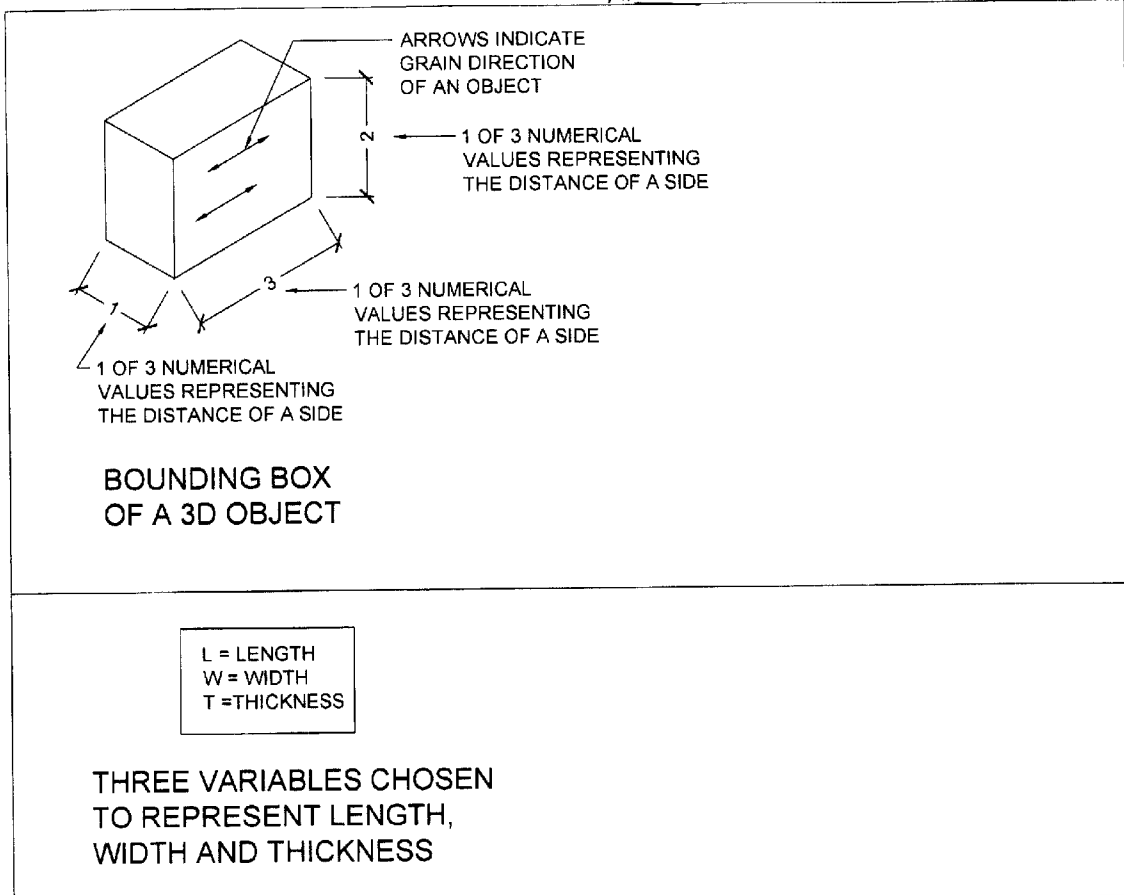 ARROWS INDICATE
GRAIN DIRECTION
OF AN OBJECT
2
1 OF 3 NUMERICAL
VALUES REPRESENTING
THE DISTANCE OF A SIDE
3
1 OF 3 NUMERICAL
VALUES REPRESENTING
THE DISTANCE OF A SIDE
1
1 OF 3 NUMERICAL
VALUES REPRESENTING
THE DISTANCE OF A SIDE
BOUNDING BOX
OF A 3D OBJECT
L = LENGTH
W = WIDTH
T =THICKNESS
THREE VARIABLES CHOSEN
TO REPRESENT LENGTH,
WIDTH AND THICKNESS